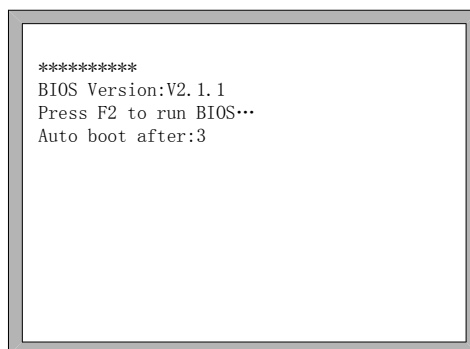 **********
BIOS Version:V2.1.1
Press F2 to run BIOS…
Auto boot after:3